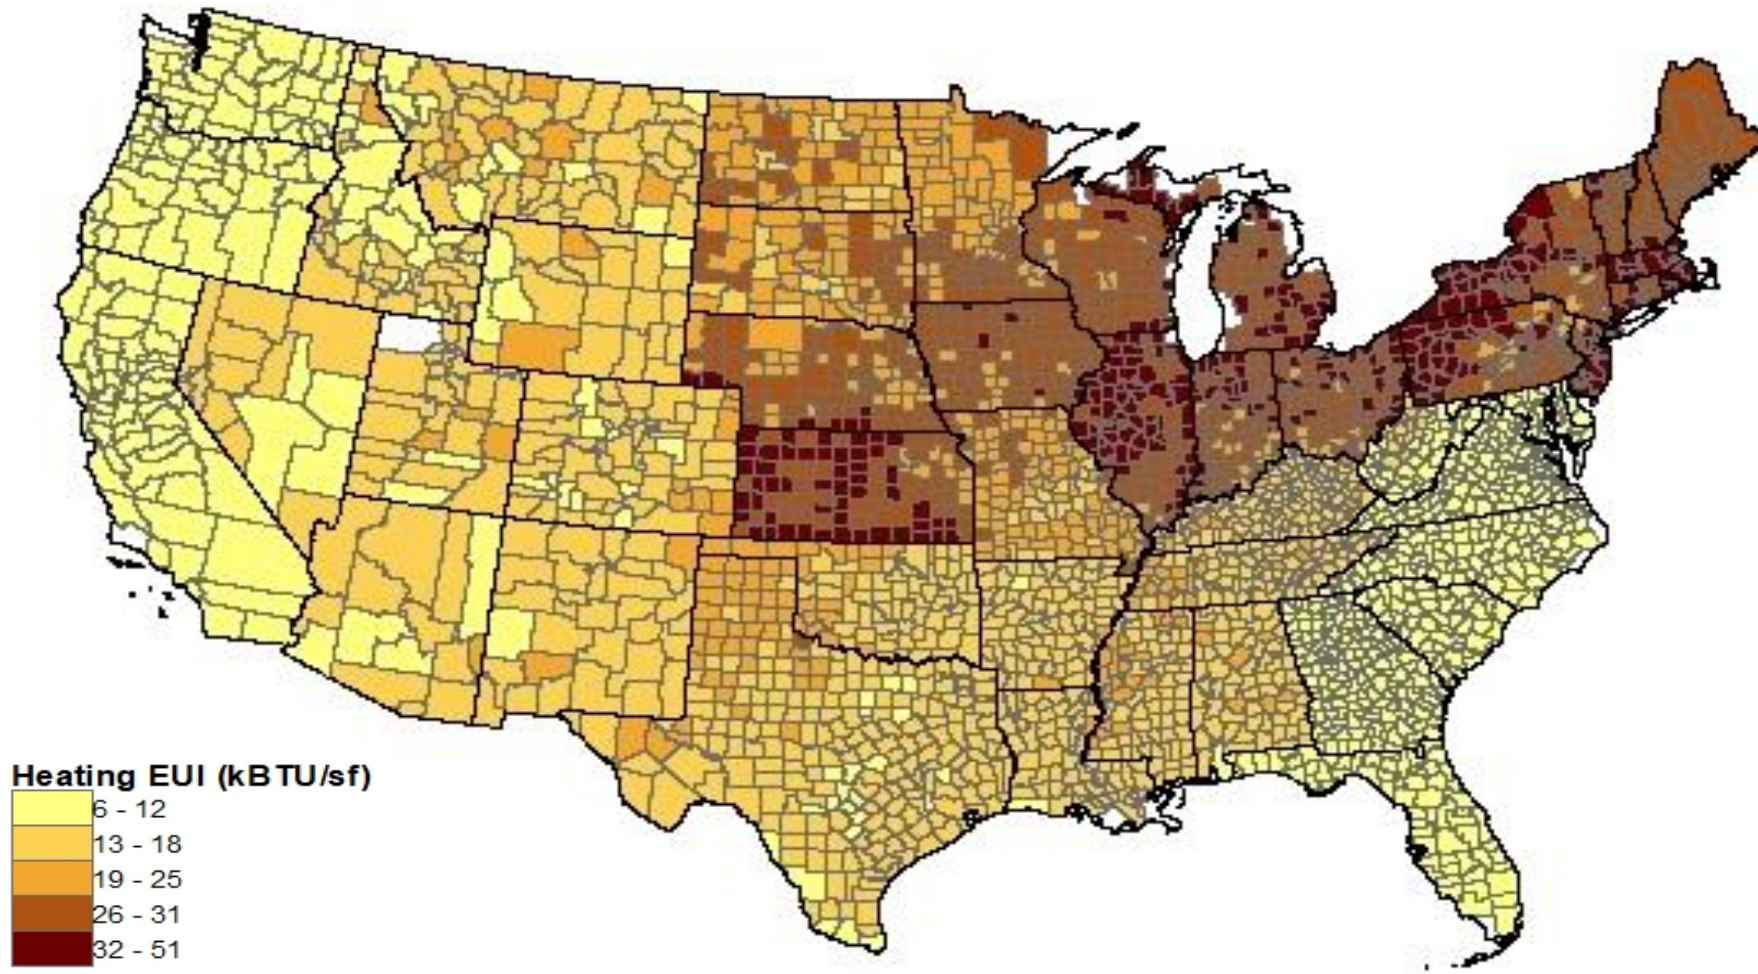 Heating EUI (kBTU/sf)
6 - 12
13 - 18
19 - 25
26 - 31
32 - 51